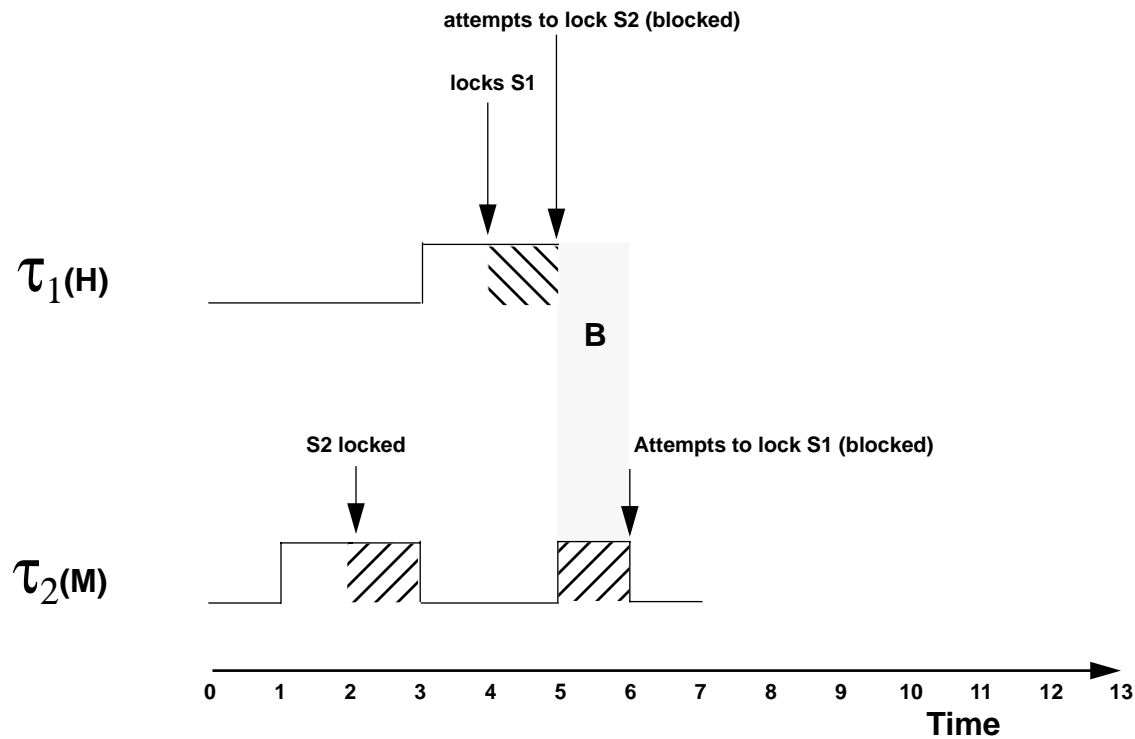 attempts to lock S2 (blocked)
locks S1
τ1(H)
B
S2 locked
Attempts to lock S1 (blocked)
τ2(M)
0 1 2 3 4 5 6 7 8 9 10 11 12 13
Time